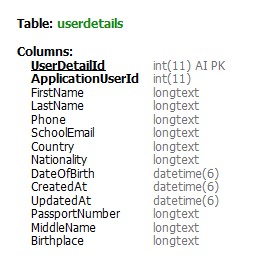 Table: userdetails
Columns:
UserDetailId int(11) AI PK
ApplicationUserId int(11)
FirstName longtext
LastName longtext
Phone longtext
SchoolEmail longtext
Country longtext
Nationality longtext
DateOfBirth datetime(6)
CreatedAt datetime(6)
UpdatedAt datetime(6)
PassportNumber longtext
MiddleName longtext
Birthplace longtext